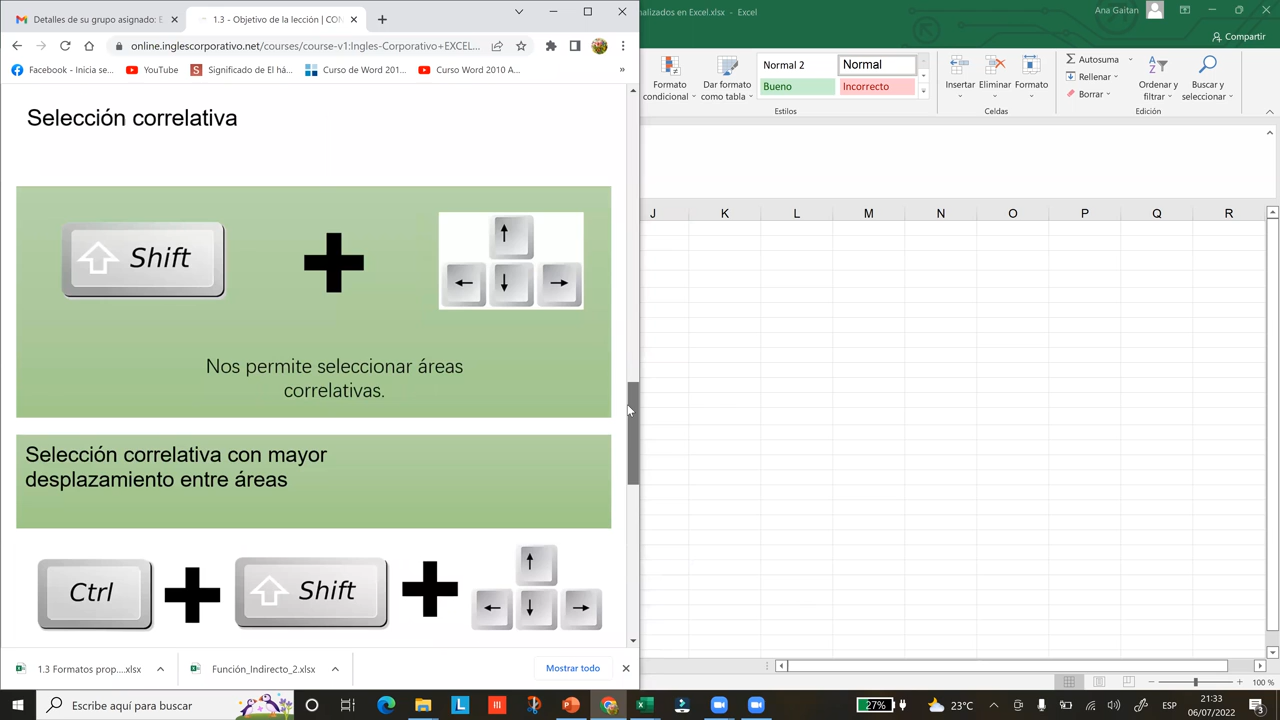 Detalles de su grupo asignado: E
1.3 - Objetivo de la lección | CON
online.inglescorporativo.net/courses/course-v1:Ingles-Corporativo+EXCEL...
Facebook - Inicia se...
YouTube
Significado de El há...
Curso de Word 201...
Curso Word 2010 A...
»
Selección correlativa
Shift
Nos permite seleccionar áreas
correlativas.
Selección correlativa con mayor
desplazamiento entre áreas
Ctrl
Shift
1.3 Formatos prop....xlsx
Función_Indirecto_2.xlsx
Mostrar todo
nalizados en Excel.xlsx - Excel
Ana Gaitan
Compartir
Formato
condicional
Dar formato
como tabla
Normal 2
Normal
Bueno
Incorrecto
Estilos
Insertar
Eliminar
Formato
Celdas
Autosuma
Rellenar
Borrar
Ordenar y
filtrar
Buscar y
seleccionar
Edición
J K L M N O P Q R
100 %
Escribe aquí para buscar
27%
23°C
ESP
21:33
06/07/2022
3